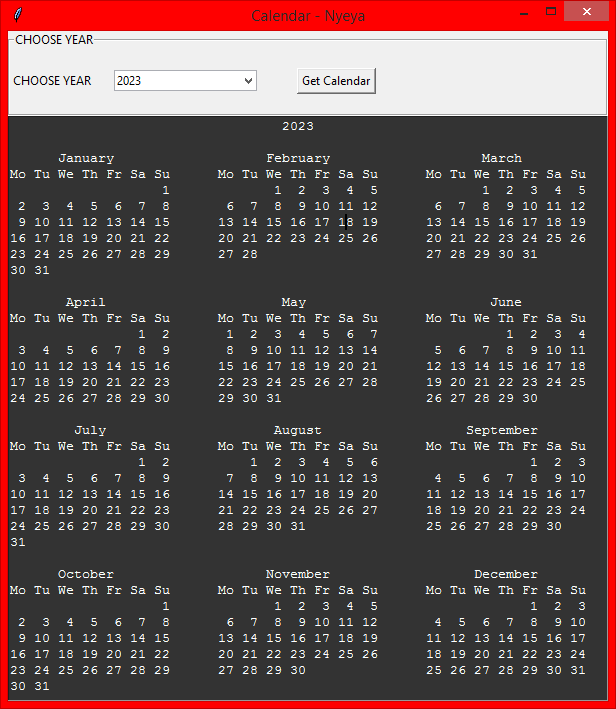 Calendar - Nyeya
CHOOSE YEAR
CHOOSE YEAR 2023 Get Calendar
2023
January February March
Mo Tu We Th Fr Sa Su Mo Tu We Th Fr Sa Su Mo Tu We Th Fr Sa Su
1 1 2 3 4 5 1 2 3 4 5
2 3 4 5 6 7 8 6 7 8 9 10 11 12 6 7 8 9 10 11 12
9 10 11 12 13 14 15 13 14 15 16 17 18 19 13 14 15 16 17 18 19
16 17 18 19 20 21 22 20 21 22 23 24 25 26 20 21 22 23 24 25 26
23 24 25 26 27 28 29 27 28 27 28 29 30 31
30 31
April May June
Mo Tu We Th Fr Sa Su Mo Tu We Th Fr Sa Su Mo Tu We Th Fr Sa Su
1 2 1 2 3 4 5 6 7 1 2 3 4
3 4 5 6 7 8 9 8 9 10 11 12 13 14 5 6 7 8 9 10 11
10 11 12 13 14 15 16 15 16 17 18 19 20 21 12 13 14 15 16 17 18
17 18 19 20 21 22 23 22 23 24 25 26 27 28 19 20 21 22 23 24 25
24 25 26 27 28 29 30 29 30 31 26 27 28 29 30
July August September
Mo Tu We Th Fr Sa Su Mo Tu We Th Fr Sa Su Mo Tu We Th Fr Sa Su
1 2 1 2 3 4 5 6 1 2 3
3 4 5 6 7 8 9 7 8 9 10 11 12 13 4 5 6 7 8 9 10
10 11 12 13 14 15 16 14 15 16 17 18 19 20 11 12 13 14 15 16 17
17 18 19 20 21 22 23 21 22 23 24 25 26 27 18 19 20 21 22 23 24
24 25 26 27 28 29 30 28 29 30 31 25 26 27 28 29 30
31
October November December
Mo Tu We Th Fr Sa Su Mo Tu We Th Fr Sa Su Mo Tu We Th Fr Sa Su
1 1 2 3 4 5 1 2 3
2 3 4 5 6 7 8 6 7 8 9 10 11 12 4 5 6 7 8 9 10
9 10 11 12 13 14 15 13 14 15 16 17 18 19 11 12 13 14 15 16 17
16 17 18 19 20 21 22 20 21 22 23 24 25 26 18 19 20 21 22 23 24
23 24 25 26 27 28 29 27 28 29 30 25 26 27 28 29 30 31
30 31